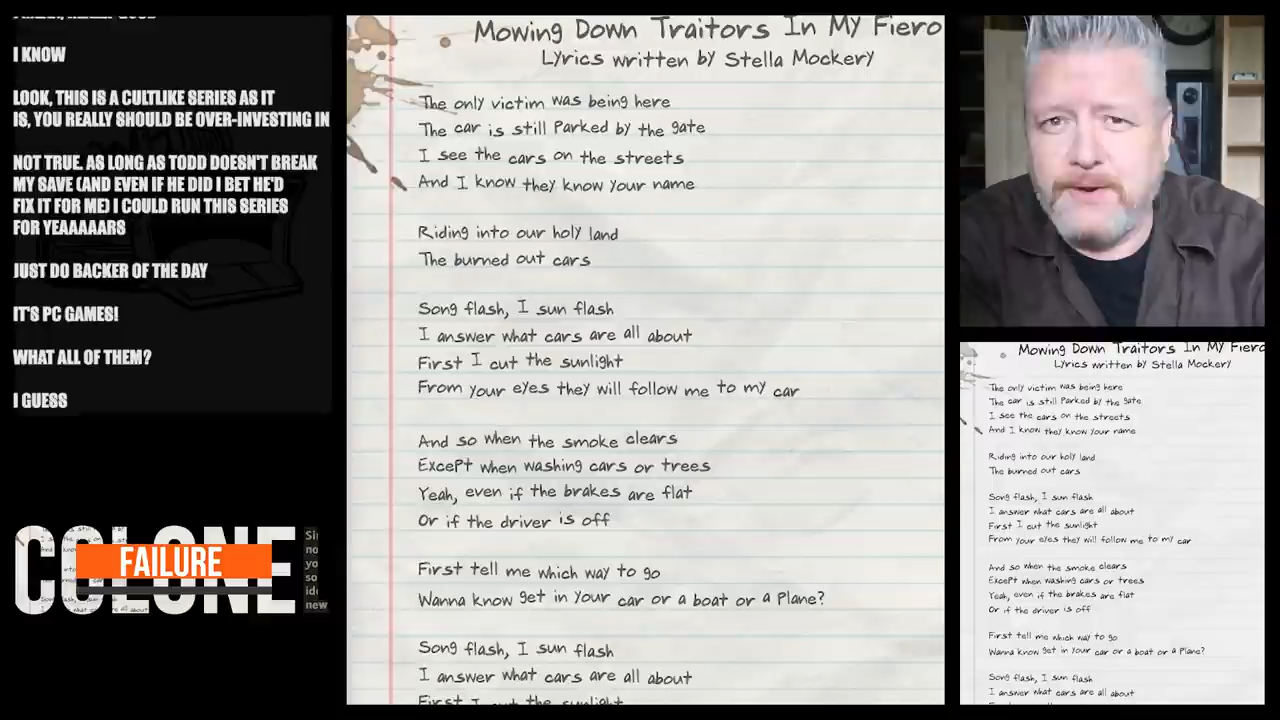 I KNOW
LOOK, THIS IS A CULTLIKE SERIES AS IT
IS, YOU REALLY SHOULD BE OVER-INVESTING IN
NOT TRUE. AS LONG AS TODD DOESN'T BREAK
MY SAVE (AND EVEN IF HE DID I BET HE'D
FIX IT FOR ME) I COULD RUN THIS SERIES
FOR YEAAAARS
JUST DO BACKER OF THE DAY
IT'S PC GAMES!
WHAT ALL OF THEM?
I GUESS
COLONE
FAILURE
Mowing Down Traitors In My Fiero
Lyrics written by Stella Mockery
The only victim was being here
The car is still Parked by the gate
I see the cars on the streets
And I know they know your name
Riding into our holy land
The burned out cars
Song flash, I sun flash
I answer what cars are all about
First I cut the sunlight
From your eyes they will follow me to my car
And so when the smoke clears
Except when washing cars or trees
Yeah, even if the brakes are flat
Or if the driver is off
First tell me which way to go
Wanna know get in your car or a boat or a Plane?
Song flash, I sun flash
I answer what cars are all about
First I cut the sunlight
Mowing Down Traitors In My Fiero
Lyrics written by Stella Mockery
The only victim was being here
The car is still Parked by the gate
I see the cars on the streets
And I know they know your name
Riding into our holy land
The burned out cars
Song flash, I sun flash
I answer what cars are all about
First I cut the sunlight
From your eyes they will follow me to my car
And so when the smoke clears
Except when washing cars or trees
Yeah, even if the brakes are flat
Or if the driver is off
First tell me which way to go
Wanna know get in your car or a boat or a Plane?
Song flash, I sun flash
I answer what cars are all about